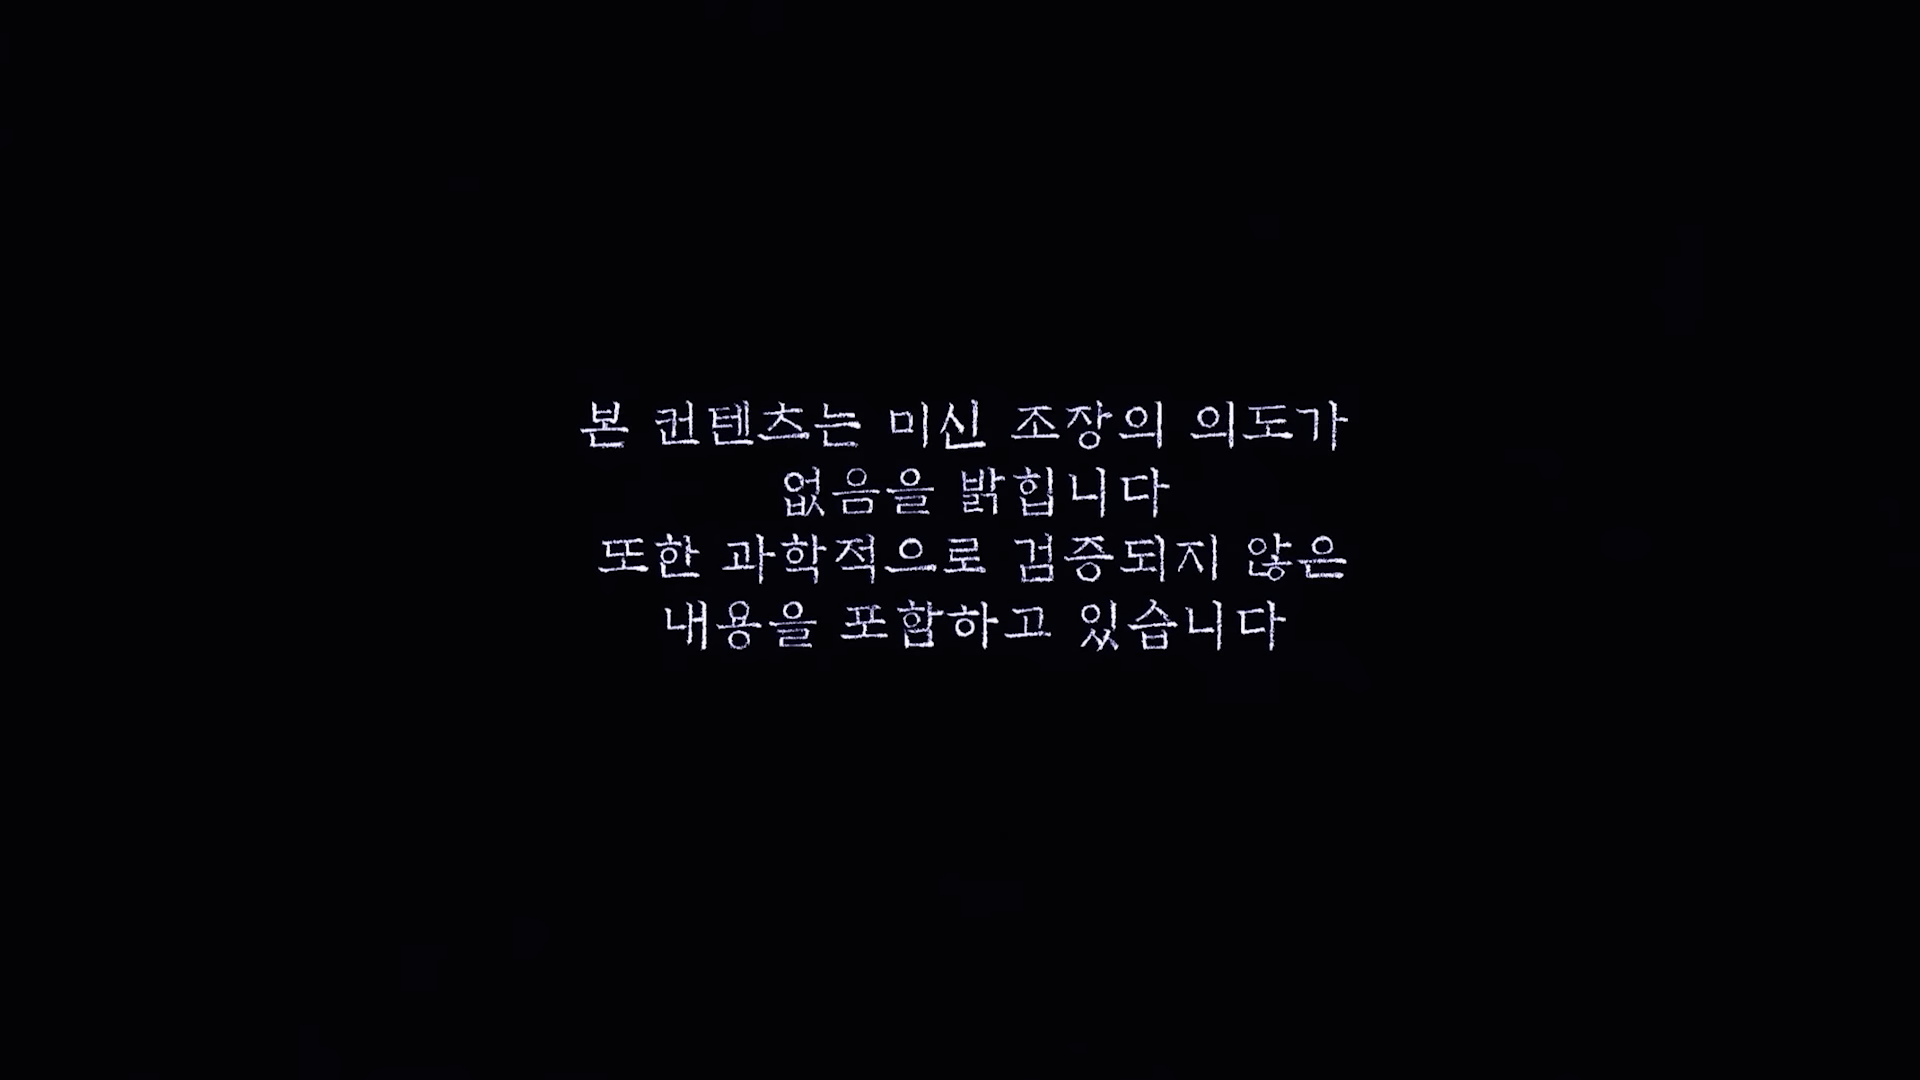 본 컨텐츠는 미신 조장의 의도가
없음을 밝힙니다
또한 과학적으로 검증되지 않은
내용을 포함하고 있습니다